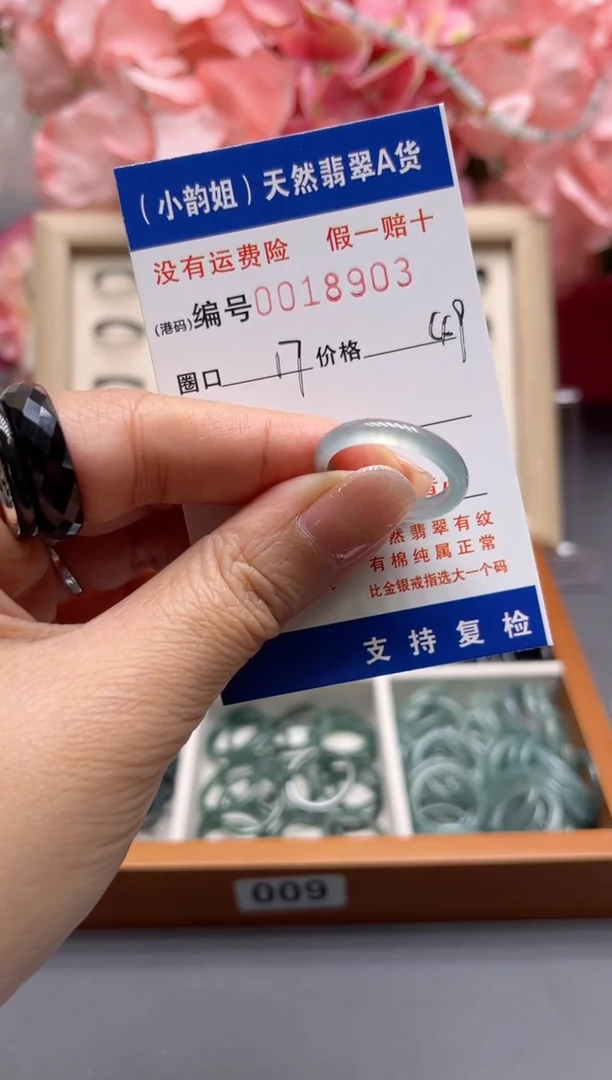 （小韵姐）天然翡翠A货
没有运费险 假一赔十
(港码)编号0018903
圈口 17 价格
然翡翠有纹
有棉纯属正常
比金银戒指选大一个码
支持复检
009